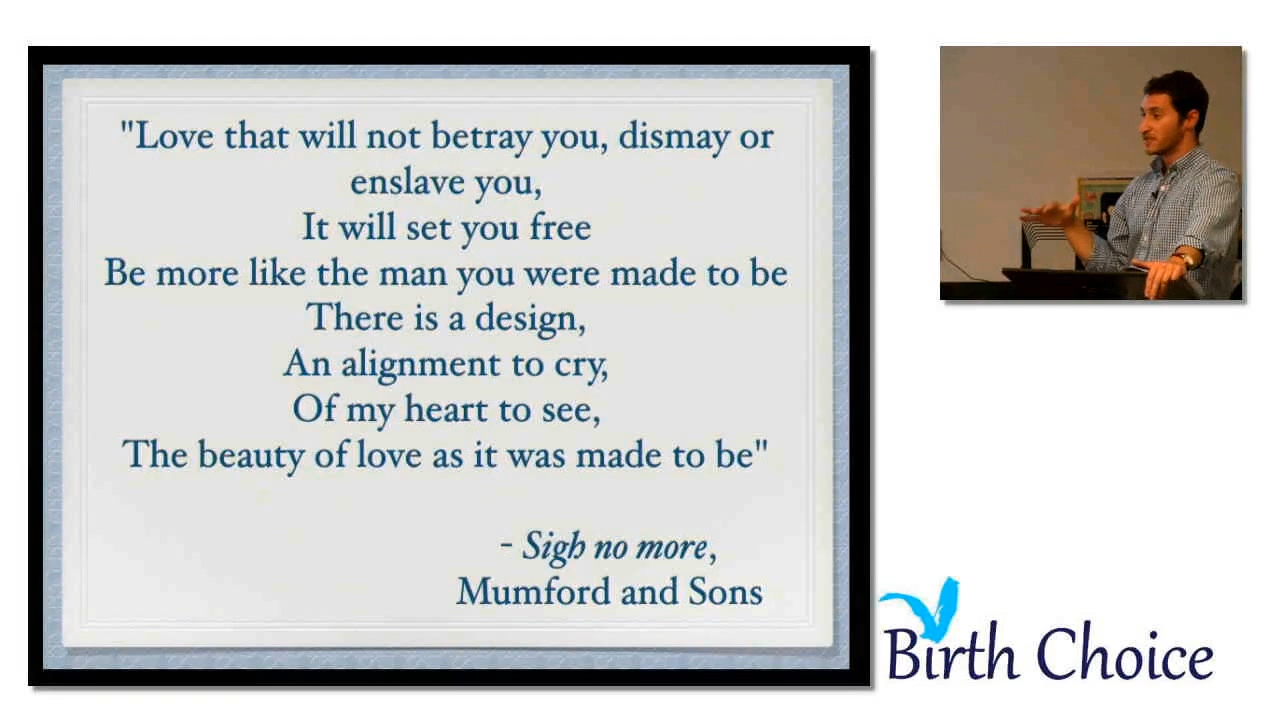 "Love that will not betray you, dismay or
enslave you,
It will set you free
Be more like the man you were made to be
There is a design,
An alignment to cry,
Of my heart to see,
The beauty of love as it was made to be"
- Sigh no more,
Mumford and Sons
Birth Choice